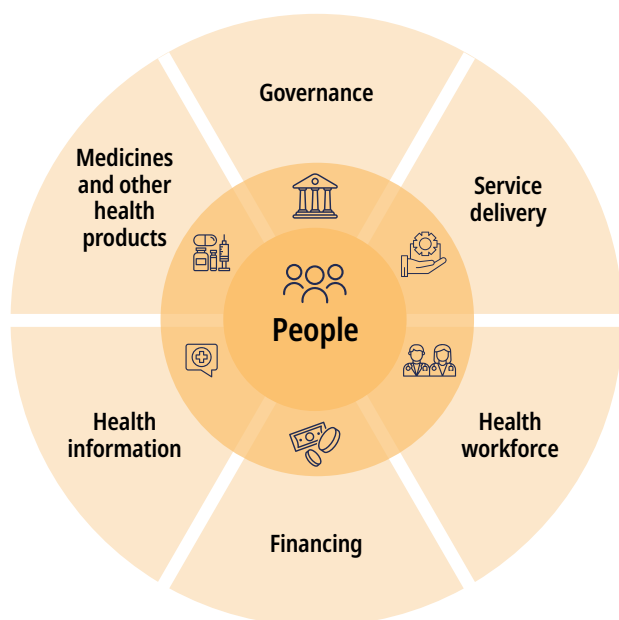 Governance
Medicines
and other
health
products
Service
delivery
People
Health
information
Health
workforce
Financing